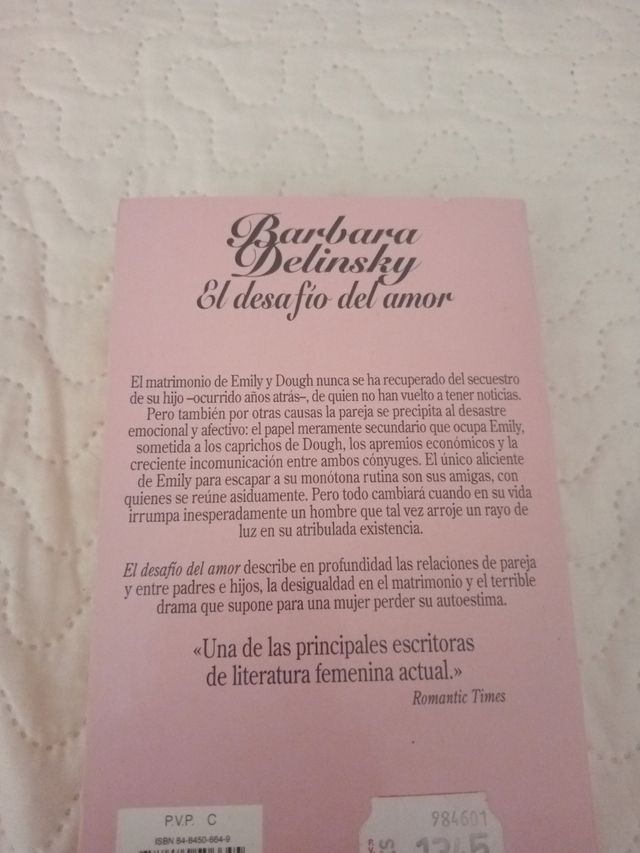 Barbara
Delinsky
El desafío del amor
El matrimonio de Emily y Dough nunca se ha recuperado del secuestro
de su hijo –ocurrido años atrás–, de quien no han vuelto a tener noticias.
Pero también por otras causas la pareja se precipita al desastre
emocional y afectivo: el papel meramente secundario que ocupa Emily,
sometida a los caprichos de Dough, los apremios económicos y la
creciente incomunicación entre ambos cónyuges. El único aliciente
de Emily para escapar a su monótona rutina son sus amigas, con
quienes se reúne asiduamente. Pero todo cambiará cuando en su vida
irrumpa inesperadamente un hombre que tal vez arroje un rayo de
luz en su atribulada existencia.
El desafío del amor describe en profundidad las relaciones de pareja
y entre padres e hijos, la desigualdad en el matrimonio y el terrible
drama que supone para una mujer perder su autoestima.
«Una de las principales escritoras
de literatura femenina actual.»
Romantic Times
P.V.P. C
ISBN 84-8450-664-9
984601
1345